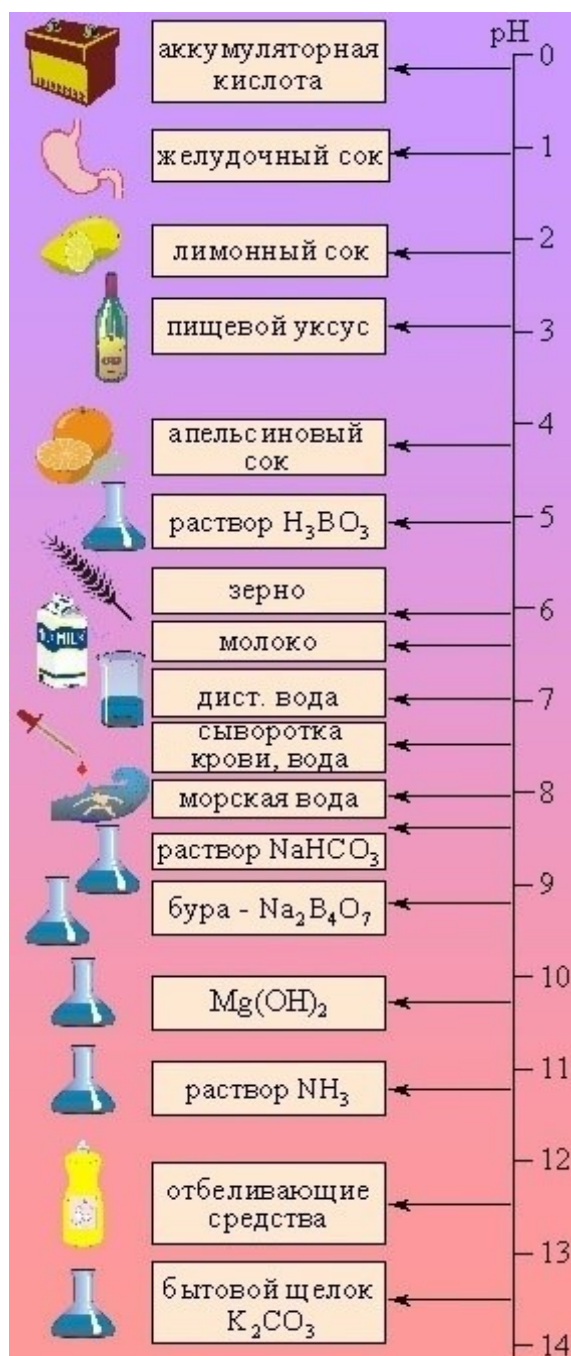 pH
0
аккумуляторная
кислота
1
желудочный сок
2
лимонный сок
3
пищевой уксус
4
апельсиновый
сок
5
раствор H₃BO₃
зерно
6
MILK
молоко
7
дист. вода
сыворотка
крови, вода
8
морская вода
раствор NaHCO₃
9
бура - Na₂B₄O₇
10
Mg(OH)₂
11
раствор NH₃
12
отбеливающие
средства
13
бытовой щелок
K₂CO₃
14